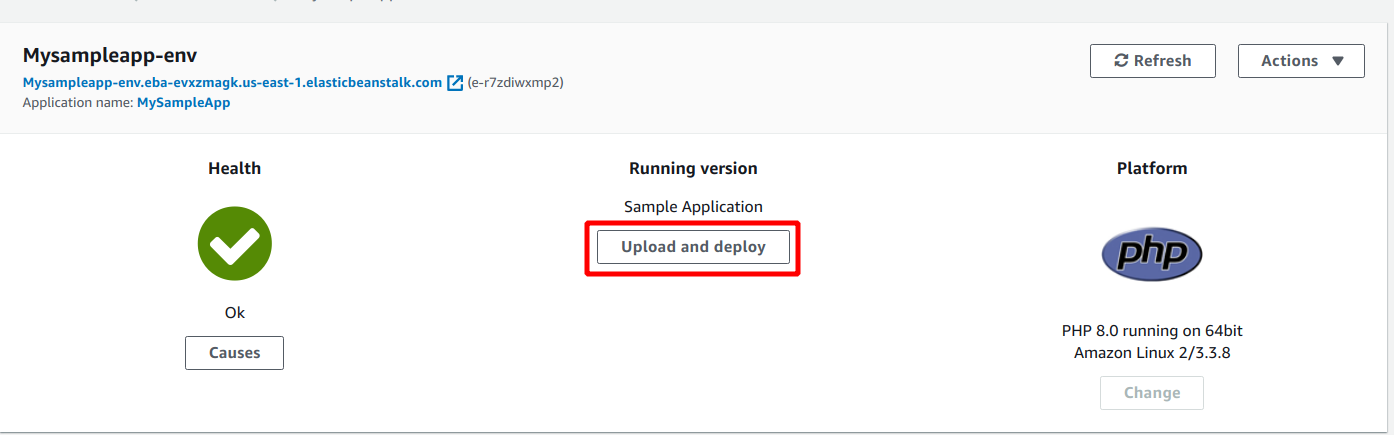 Mysampleapp-env
Refresh
Actions
Mysampleapp-env.eba-evxzmagk.us-east-1.elasticbeanstalk.com (e-r7zdiwxmp2)
Application name: MySampleApp
Health
Running version
Platform
Sample Application
Upload and deploy
php
Ok
Causes
PHP 8.0 running on 64bit
Amazon Linux 2/3.3.8
Change